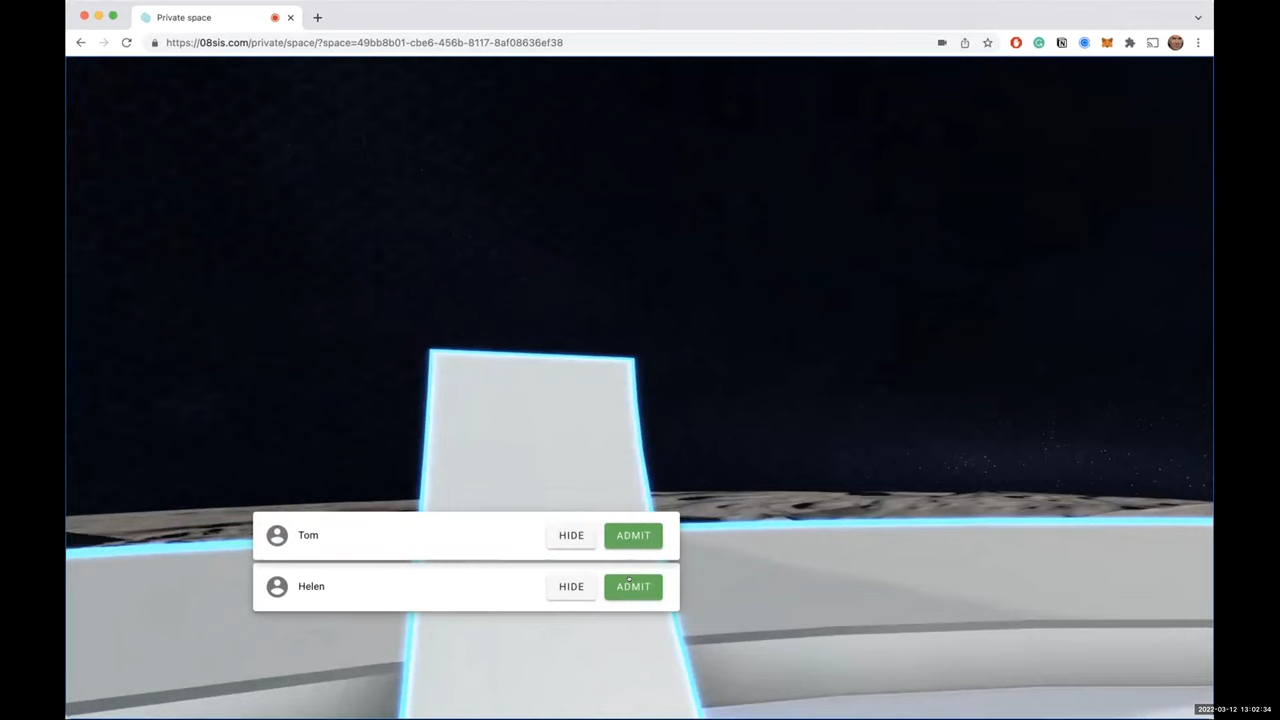 Private space
https://08sis.com/private/space/?space=49bb8b01-cbe6-456b-8117-8af08636ef38
Tom HIDE ADMIT
Helen HIDE ADMIT
2022-03-12 13:02:34